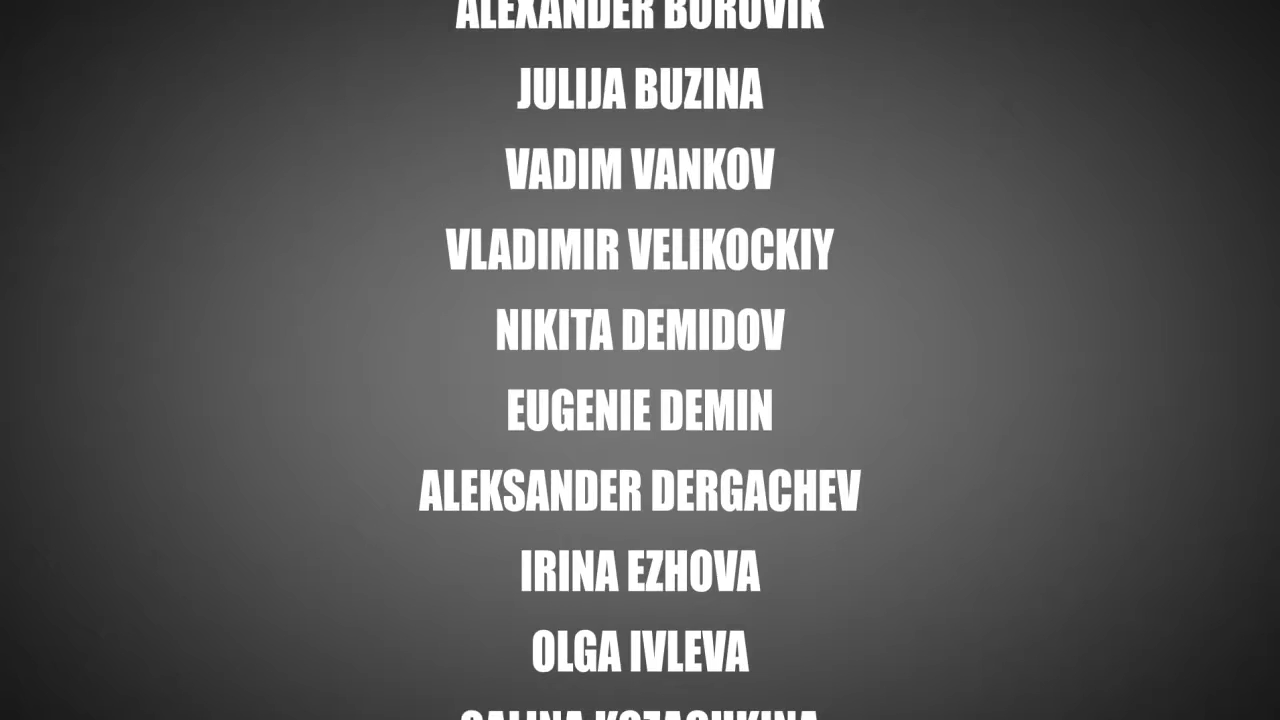 ALEXANDER BOROVIK
JULIJA BUZINA
VADIM VANKOV
VLADIMIR VELIKOCKIY
NIKITA DEMIDOV
EUGENIE DEMIN
ALEKSANDER DERGACHEV
IRINA EZHOVA
OLGA IVLEVA